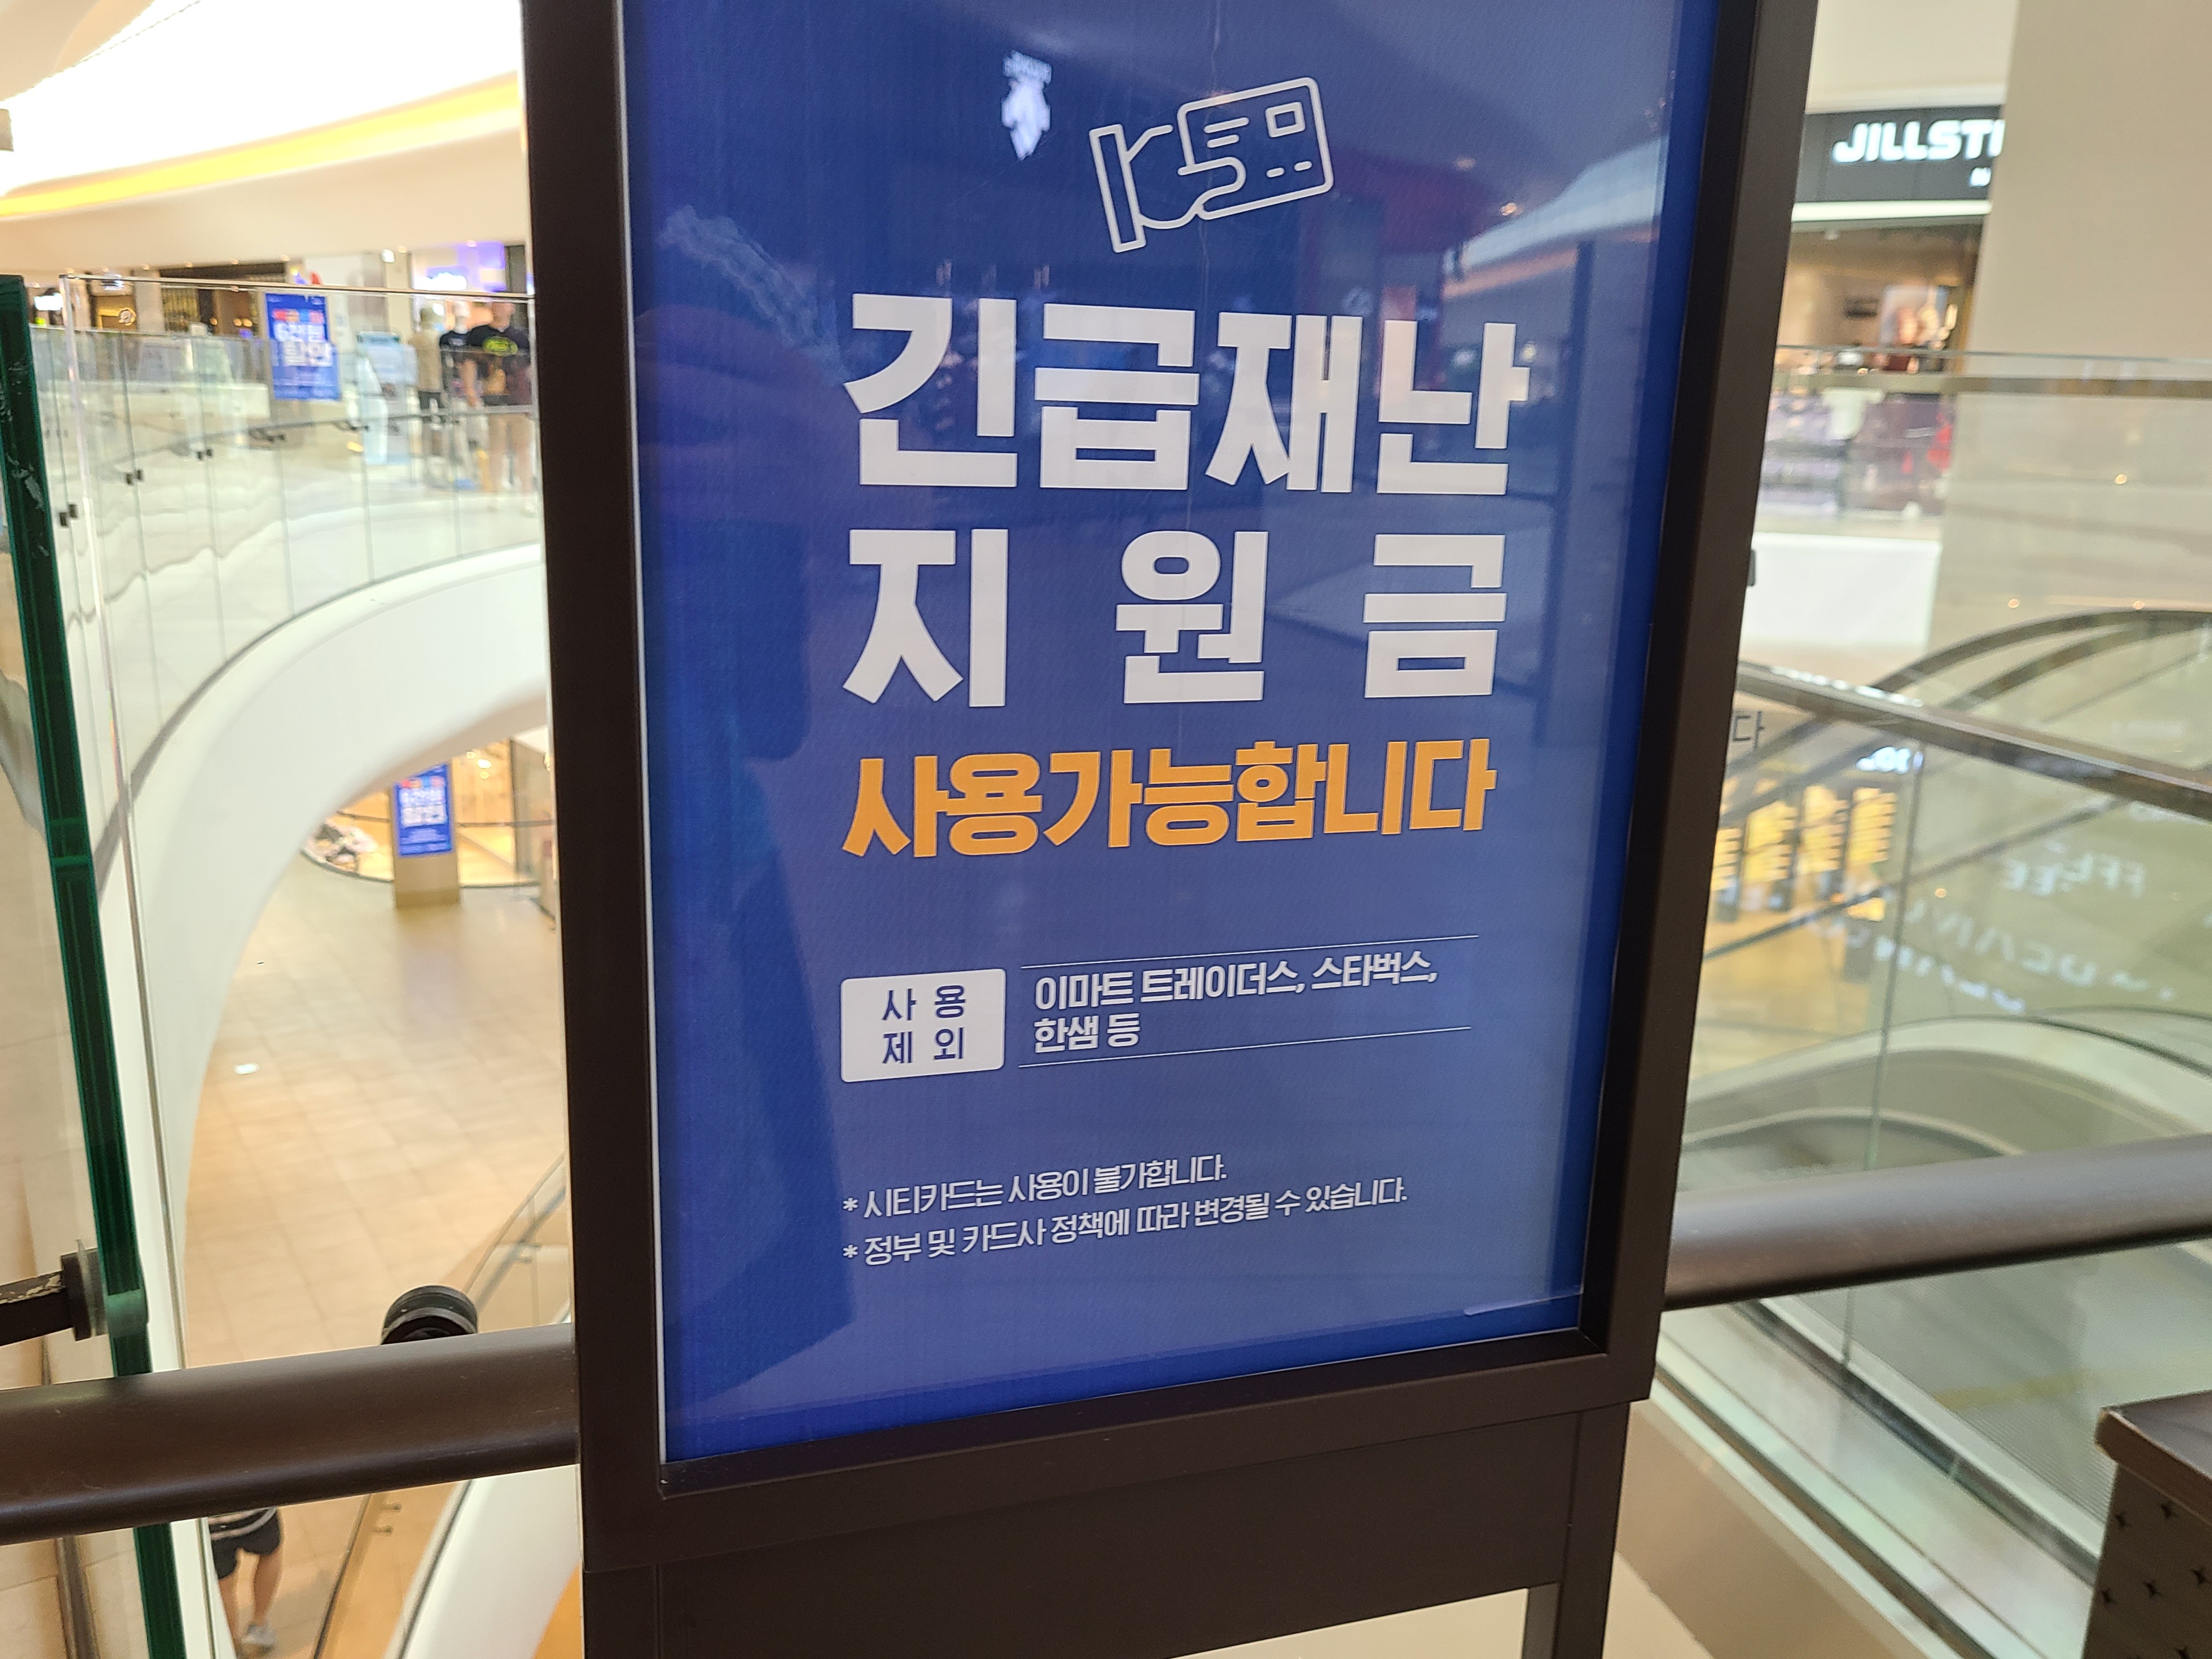 긴급재난
지원금
사용가능합니다
사용
제외
이마트 트레이더스, 스타벅스,
한샘 등
* 시티카드는 사용이 불가합니다.
* 정부 및 카드사 정책에 따라 변경될 수 있습니다.